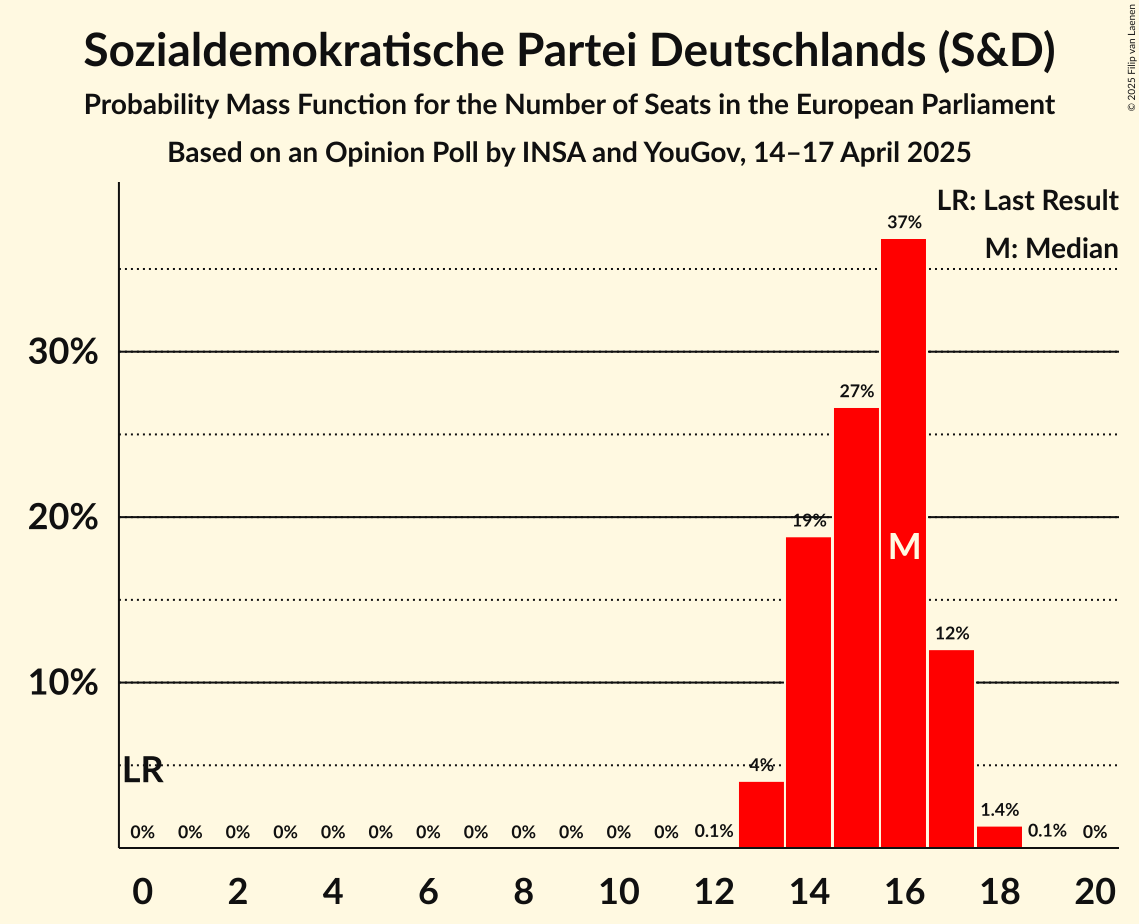 Sozialdemokratische Partei Deutschlands (S&D)
Probability Mass Function for the Number of Seats in the European Parliament
Based on an Opinion Poll by INSA and YouGov, 14–17 April 2025
© 2025 Filip van Laenen
LR: Last Result
M: Median
37%
30%
27%
20%
19%
M
12%
10%
LR
4%
1.4%
0% 0% 0% 0% 0% 0% 0% 0% 0% 0% 0% 0% 0.1% 0.1% 0%
0 2 4 6 8 10 12 14 16 18 20